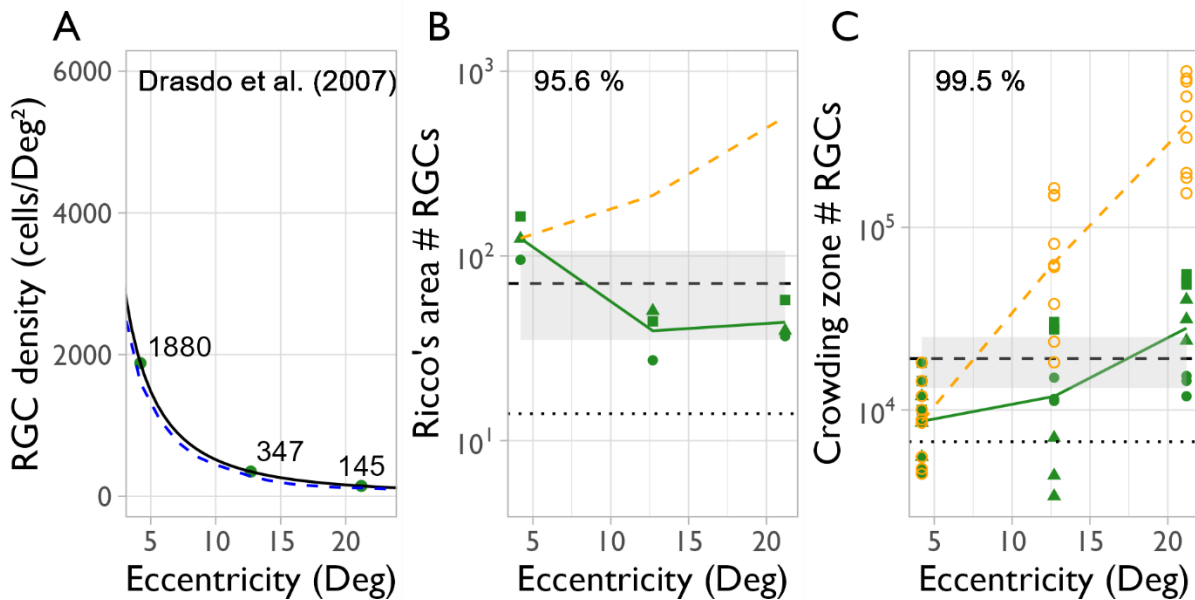 A
RGC density (cells/Deg²)
6000
4000
2000
0
Drasdo et al. (2007)
1880
347
145
5
10
15
20
Eccentricity (Deg)
B
Ricco's area # RGCs
10³
10²
10¹
95.6 %
5
10
15
20
Eccentricity (Deg)
C
Crowding zone # RGCs
10⁵
10⁴
99.5 %
5
10
15
20
Eccentricity (Deg)